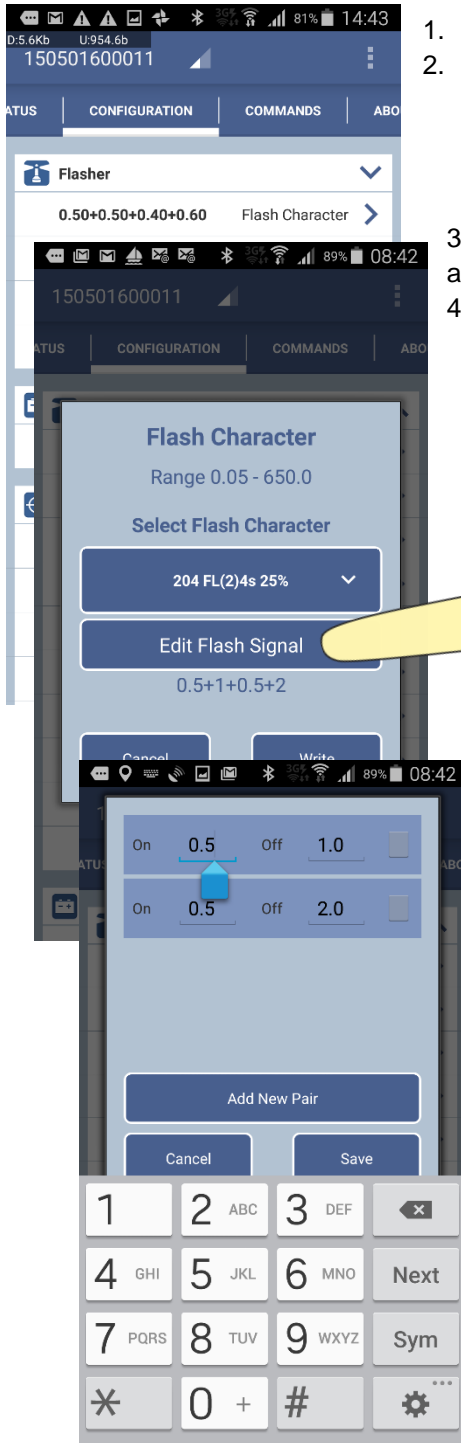 81% 14:43
D:5.6Kb U:954.6b
150501600011
ATUS CONFIGURATION COMMANDS ABO
Flasher
0.50+0.50+0.40+0.60 Flash Character
1.
2.
3
a
4
3G 89% 08:42
150501600011
ATUS CONFIGURATION COMMANDS ABO
Flash Character
Range 0.05 - 650.0
Select Flash Character
204 FL(2)4s 25%
Edit Flash Signal
0.5+1+0.5+2
Cancel Write
3G 89% 08:42
1
ATU ABO
On 0.5 Off 1.0
On 0.5 Off 2.0
Add New Pair
Cancel Save
1 2 ABC 3 DEF
4 GHI 5 JKL 6 MNO Next
7 PQRS 8 TUV 9 WXYZ Sym
* 0 + #